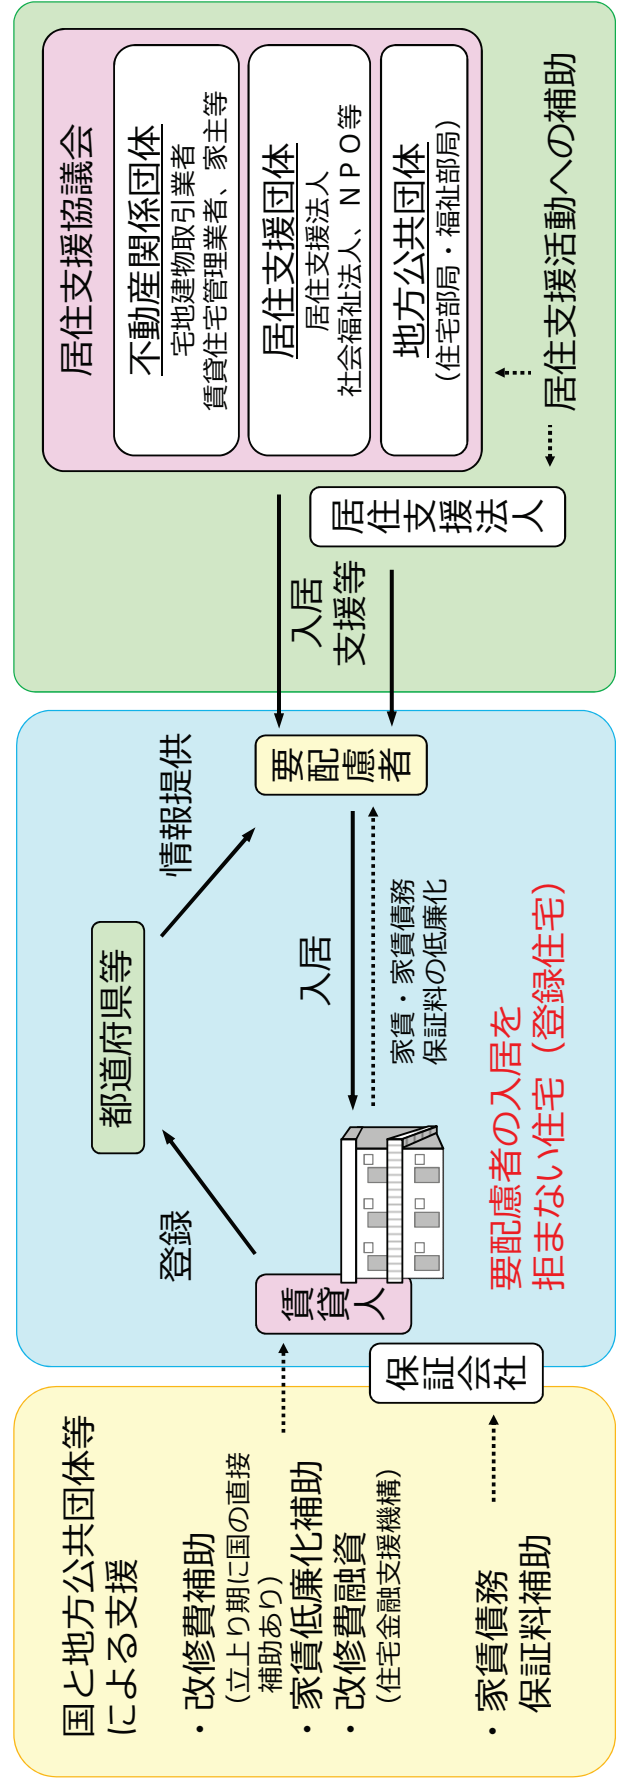 国と地方公共団体等
による支援
・改修費補助
（立上り期に国の直接
補助あり）
・家賃低廉化補助
・改修費融資
（住宅金融支援機構）
・家賃債務
保証料補助
保証会社
賃貸人
登録
都道府県等
情報提供
要配慮者
入居
家賃・家賃債務
保証料の低廉化
要配慮者の入居を
拒まない住宅（登録住宅）
入居
支援等
居住支援法人
居住支援協議会
不動産関係団体
宅地建物取引業者
賃貸住宅管理業者、家主等
居住支援団体
居住支援法人
社会福祉法人、ＮＰＯ等
地方公共団体
（住宅部局・福祉部局）
居住支援活動への補助